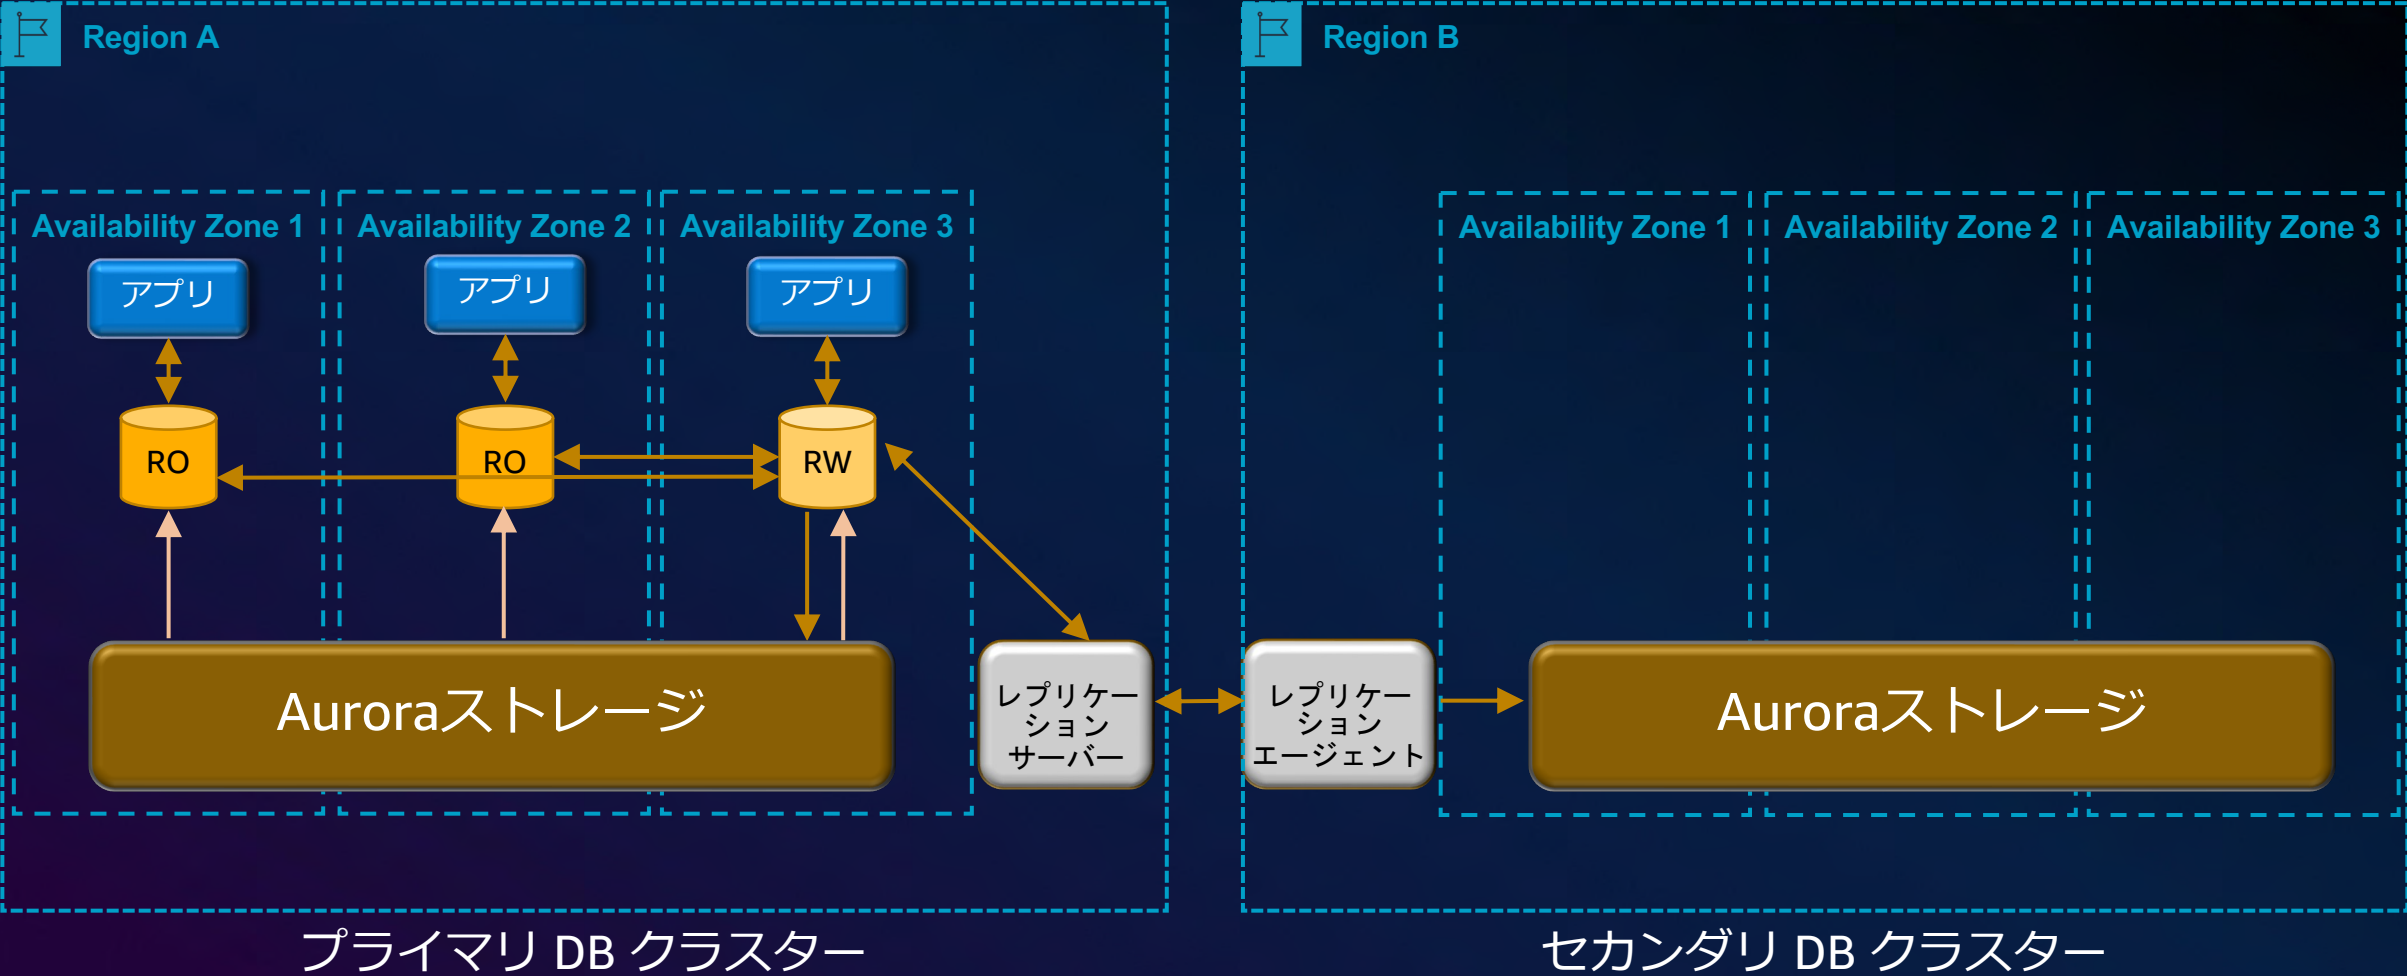 Region A
Region B
Availability Zone 1
Availability Zone 2
Availability Zone 3
Availability Zone 1
Availability Zone 2
Availability Zone 3
アプリ
アプリ
アプリ
RO
RO
RW
Auroraストレージ
レプリケー
ション
サーバー
レプリケー
ション
エージェント
Auroraストレージ
プライマリ DB クラスター
セカンダリ DB クラスター